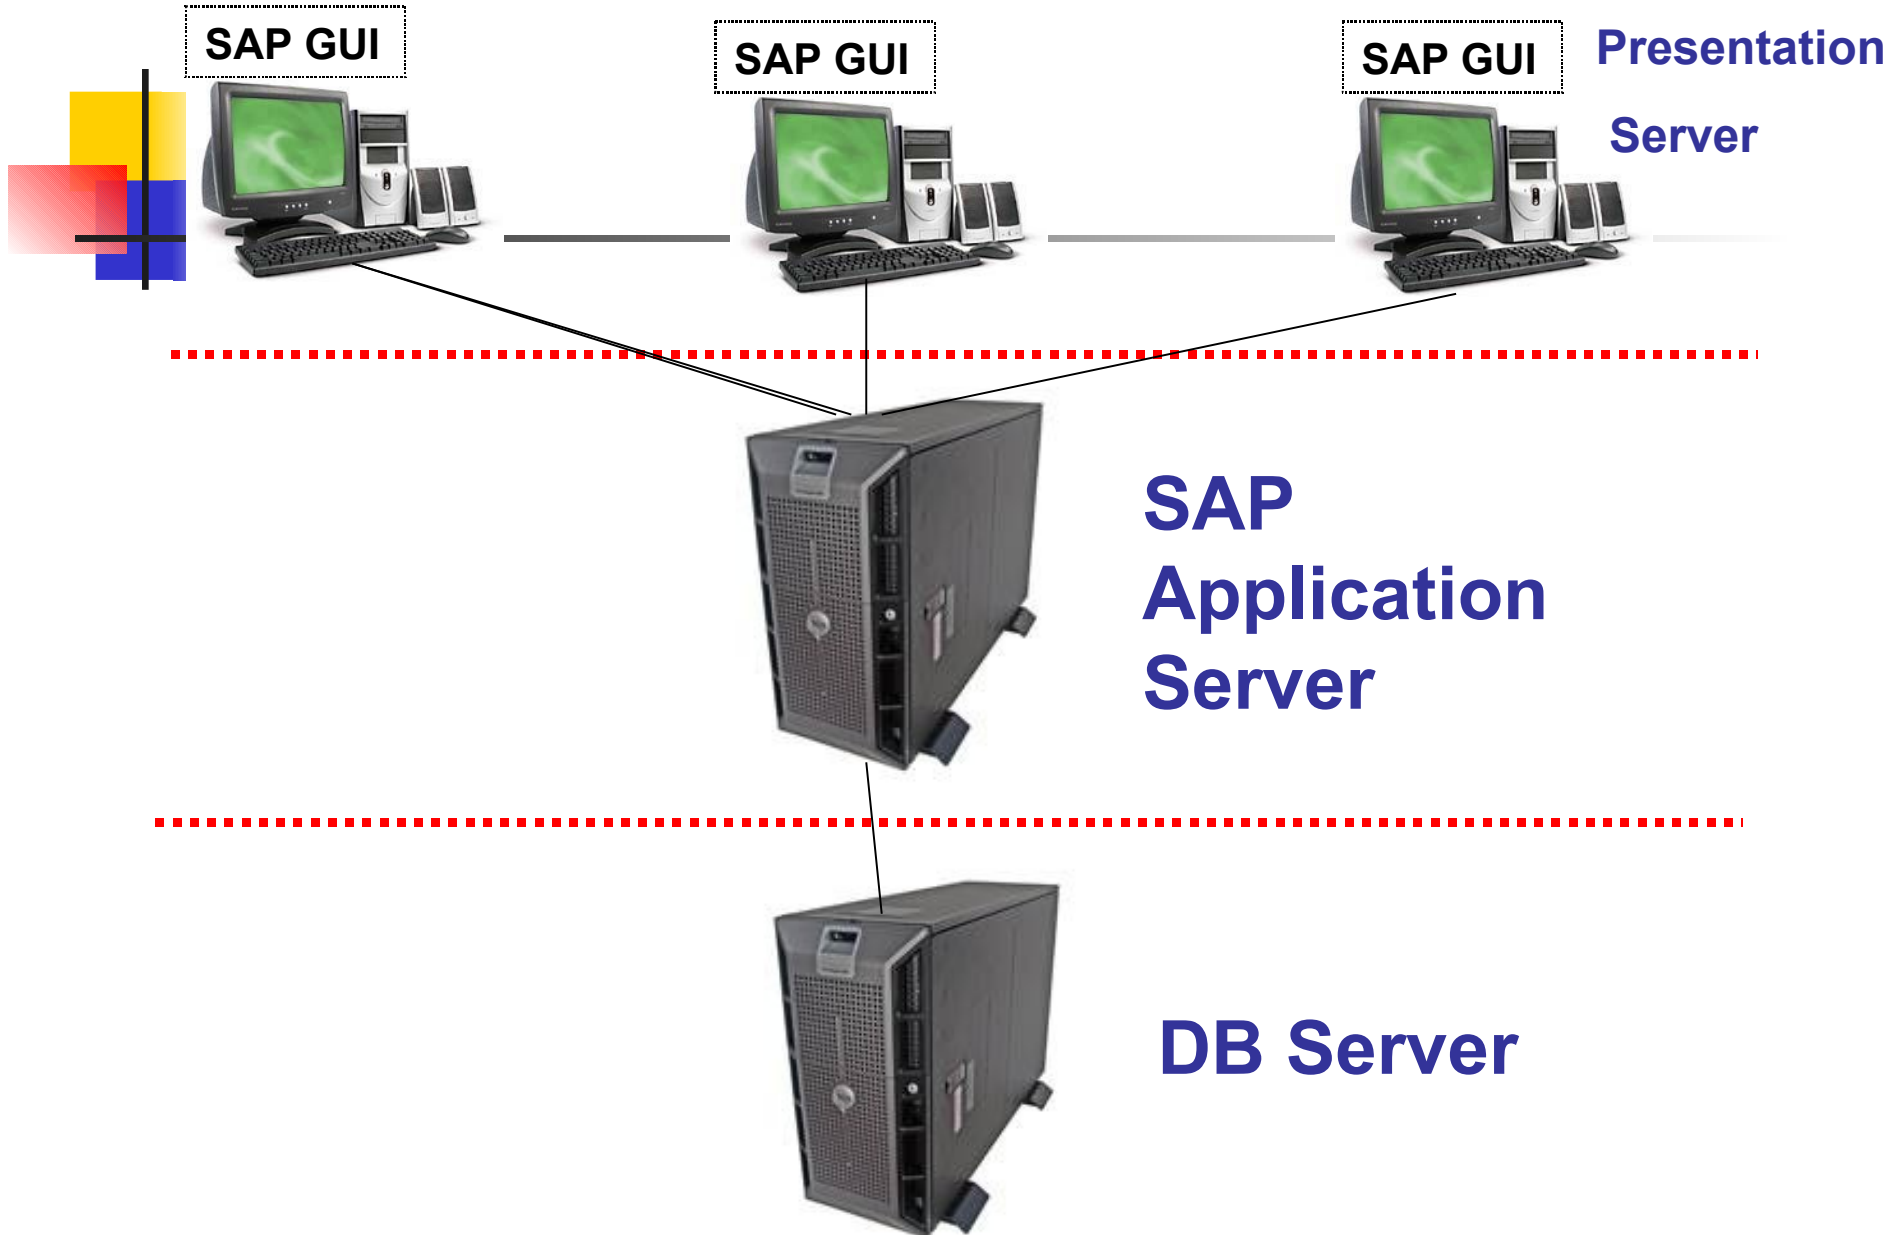 SAP GUI
SAP GUI
SAP GUI
Presentation
Server
SAP
Application
Server
DB Server